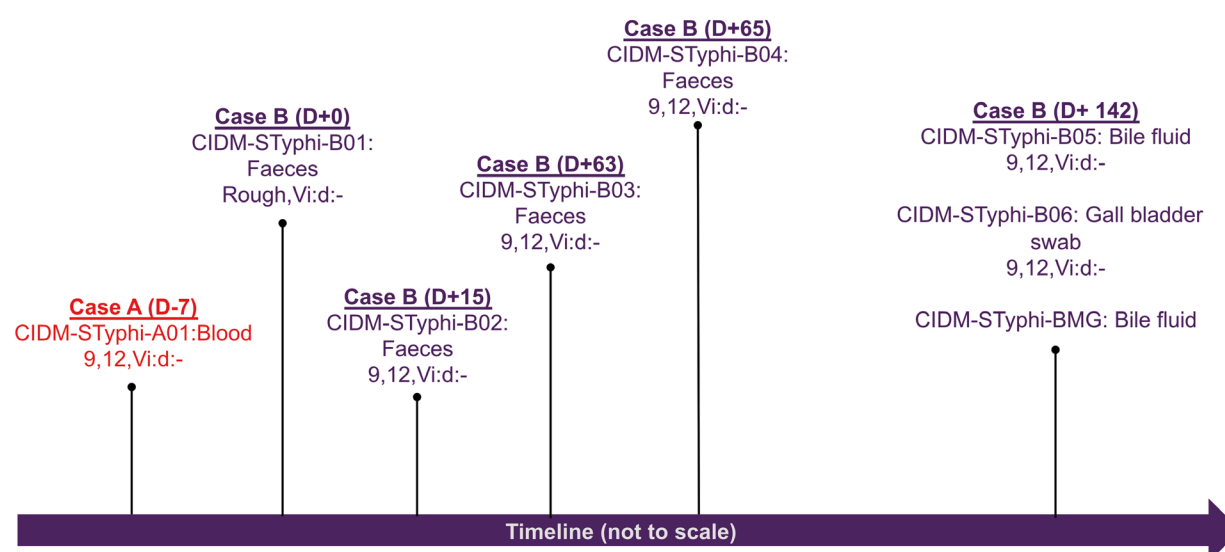 Case A (D-7)
CIDM-STyphi-A01:Blood
9,12,Vi:d:-
Case B (D+0)
CIDM-STyphi-B01:
Faeces
Rough,Vi:d:-
Case B (D+15)
CIDM-STyphi-B02:
Faeces
9,12,Vi:d:-
Case B (D+63)
CIDM-STyphi-B03:
Faeces
9,12,Vi:d:-
Case B (D+65)
CIDM-STyphi-B04:
Faeces
9,12,Vi:d:-
Case B (D+ 142)
CIDM-STyphi-B05: Bile fluid
9,12,Vi:d:-
CIDM-STyphi-B06: Gall bladder
swab
9,12,Vi:d:-
CIDM-STyphi-BMG: Bile fluid
Timeline (not to scale)